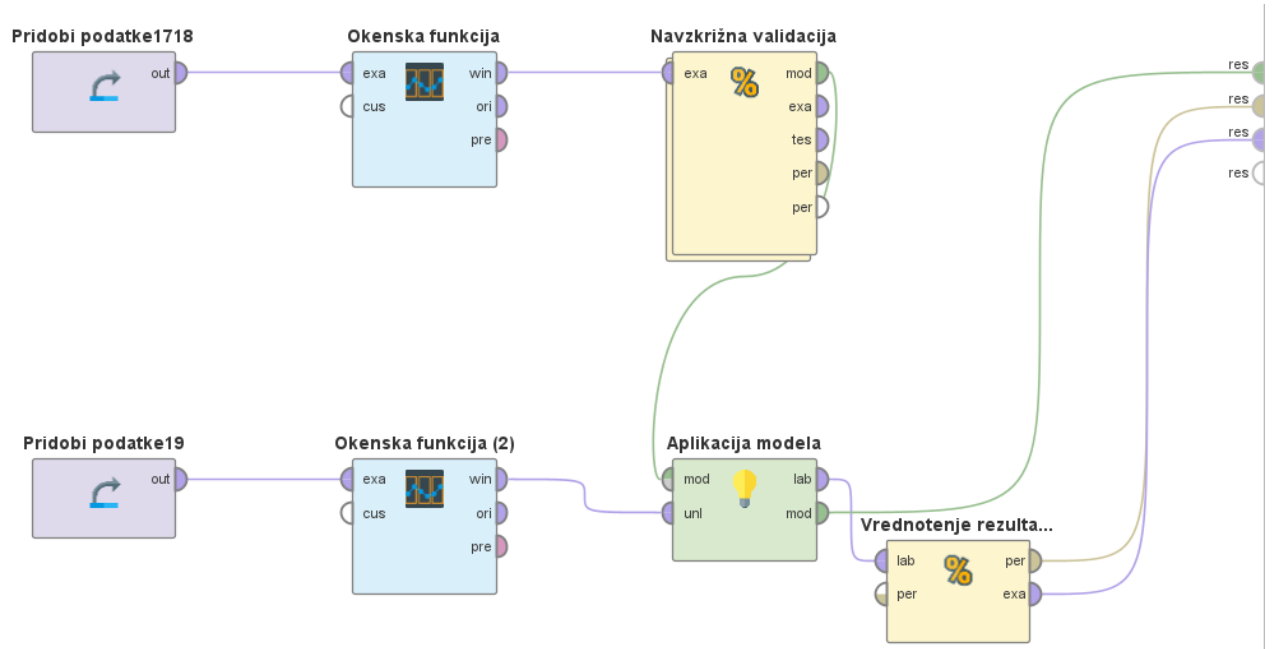 Pridobi podatke1718
out
Okenska funkcija
exa
cus
win
ori
pre
Navzkrižna validacija
exa
mod
exa
tes
per
per
res
res
res
res
Pridobi podatke19
out
Okenska funkcija (2)
exa
cus
win
ori
pre
Aplikacija modela
mod
unl
lab
mod
Vrednotenje rezulta...
lab
per
per
exa